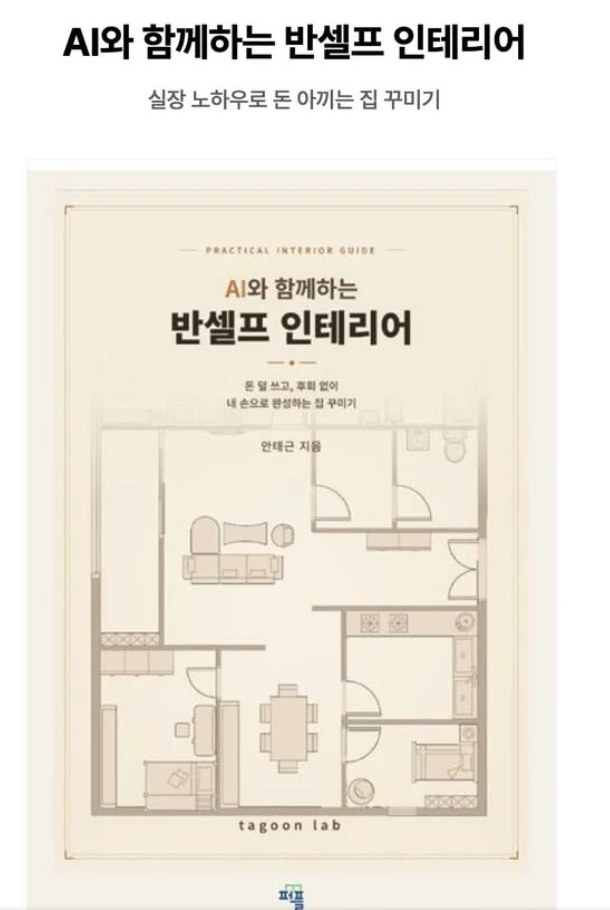 AI와 함께하는 반셀프 인테리어
실장 노하우로 돈 아끼는 집 꾸미기
PRACTICAL INTERIOR GUIDE
AI와 함께하는
반셀프 인테리어
돈 덜 쓰고, 후회 없이
내 손으로 완성하는 집 꾸미기
안태근 지음
tagoon lab
퍼플